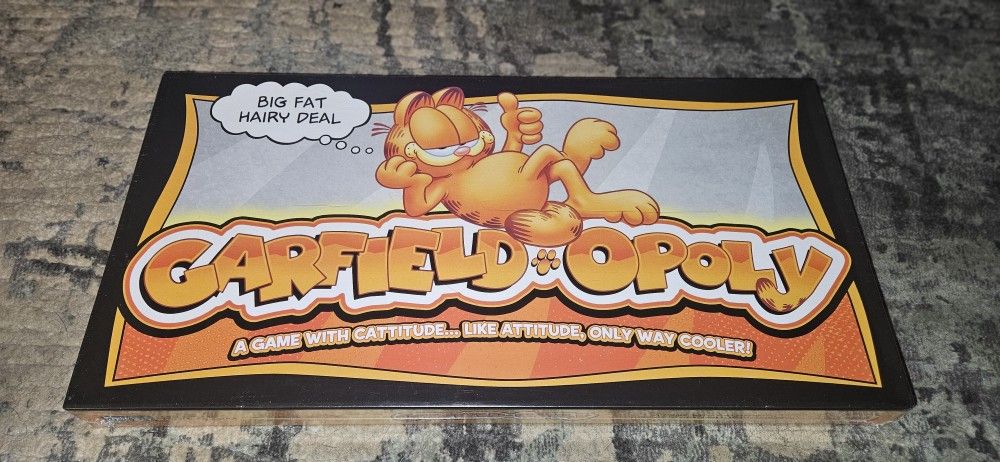 BIG FAT
HAIRY DEAL
GARFIELD OPOLY
A GAME WITH CATTITUDE... LIKE ATTITUDE, ONLY WAY COOLER!